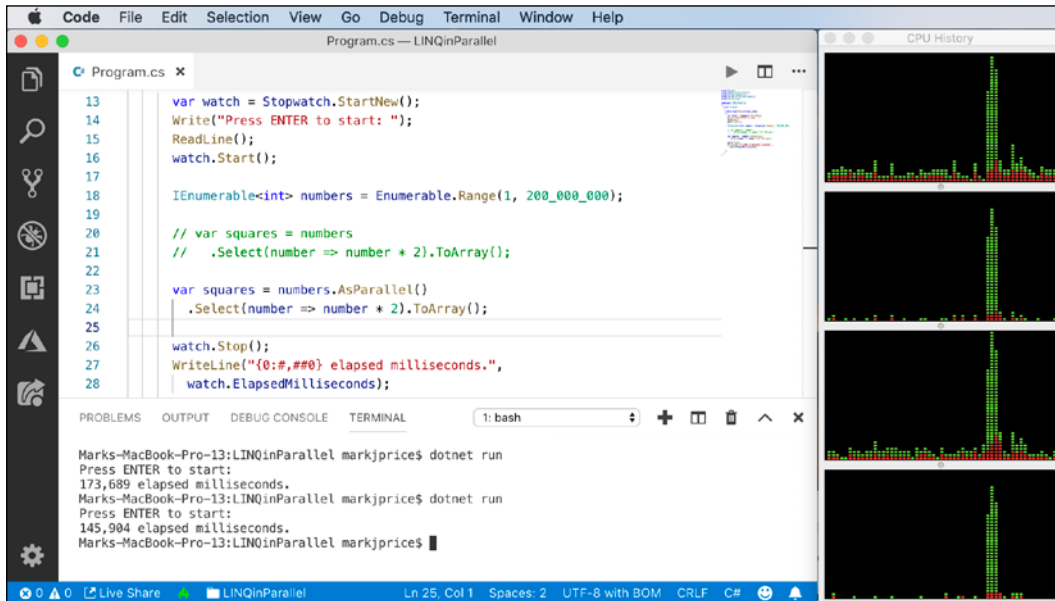 Code File Edit Selection View Go Debug Terminal Window Help
Program.cs — LINQinParallel
CPU History
C# Program.cs ×
13 var watch = Stopwatch.StartNew();
14 Write("Press ENTER to start: ");
15 ReadLine();
16 watch.Start();
17
18 IEnumerable<int> numbers = Enumerable.Range(1, 200_000_000);
19
20 // var squares = numbers
21 //   .Select(number => number * 2).ToArray();
22
23 var squares = numbers.AsParallel()
24   .Select(number => number * 2).ToArray();
25
26 watch.Stop();
27 WriteLine("{0:#,##0} elapsed milliseconds.",
28   watch.ElapsedMilliseconds);
PROBLEMS OUTPUT DEBUG CONSOLE TERMINAL 1: bash
Marks-MacBook-Pro-13:LINQinParallel markjprice$ dotnet run
Press ENTER to start:
173,689 elapsed milliseconds.
Marks-MacBook-Pro-13:LINQinParallel markjprice$ dotnet run
Press ENTER to start:
145,904 elapsed milliseconds.
Marks-MacBook-Pro-13:LINQinParallel markjprice$
0 0 Live Share LINQinParallel Ln 25, Col 1 Spaces: 2 UTF-8 with BOM CRLF C#